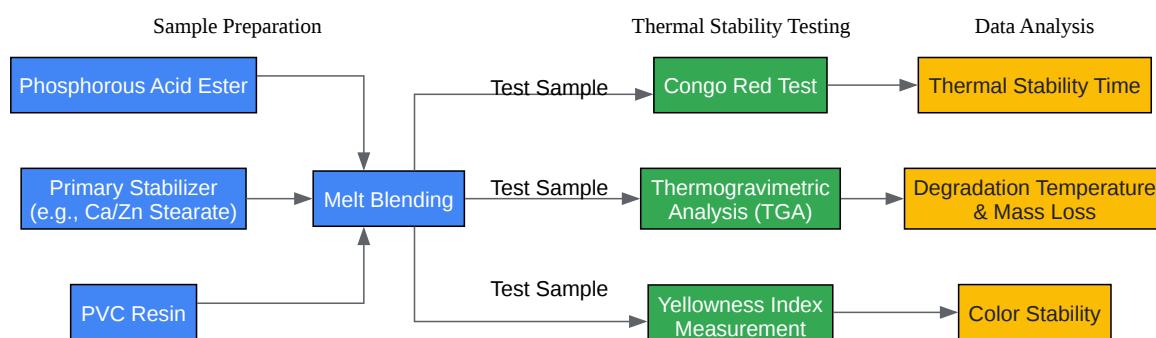 Sample Preparation
Thermal Stability Testing
Data Analysis
Phosphorous Acid Ester
Test Sample
Congo Red Test
Thermal Stability Time
Primary Stabilizer
(e.g., Ca/Zn Stearate)
Melt Blending
Test Sample
Thermogravimetric
Analysis (TGA)
Degradation Temperature
& Mass Loss
PVC Resin
Test Sample
Yellowness Index
Measurement
Color Stability